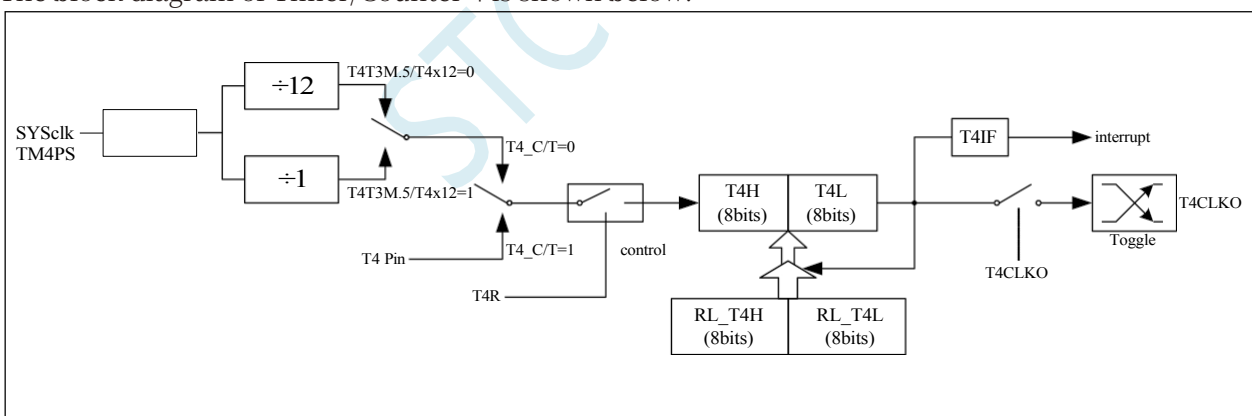 The block diagram of Timer/Counter 4 is shown below:
STC
÷12
T4T3M.5/T4x12=0
SYSclk
TM4PS
÷1
T4T3M.5/T4x12=1
T4_C/T=0
T4 Pin
T4_C/T=1
T4R
control
T4H
(8bits)
T4L
(8bits)
RL_T4H
(8bits)
RL_T4L
(8bits)
T4IF
interrupt
T4CLKO
Toggle
T4CLKO